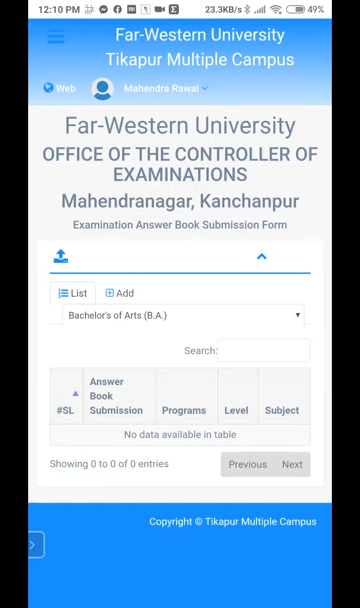 12:10 PM 23.3KB/s 49%
Far-Western University
Tikapur Multiple Campus
Web Mahendra Rawal
Far-Western University
OFFICE OF THE CONTROLLER OF
EXAMINATIONS
Mahendranagar, Kanchanpur
Examination Answer Book Submission Form
List Add
Bachelor's of Arts (B.A.)
Search:
#SL Answer Book Submission Programs Level Subject
No data available in table
Showing 0 to 0 of 0 entries Previous Next
Copyright © Tikapur Multiple Campus